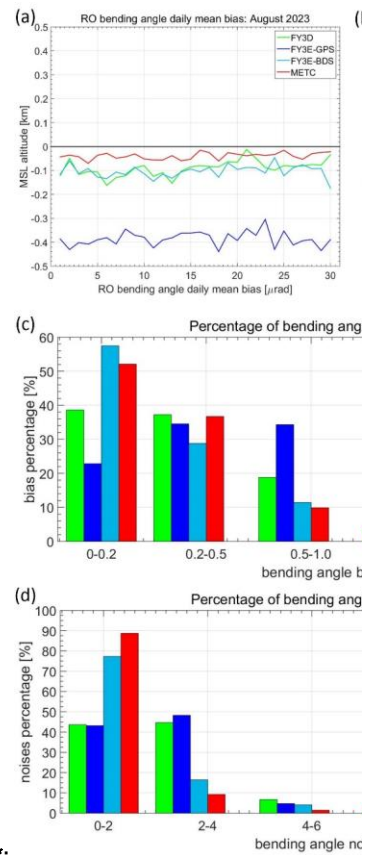 (a)
RO bending angle daily mean bias: August 2023
FY3D
FY3E-GPS
FY3E-BDS
METC
MSL altitude [km]
0.5
0.4
0.3
0.2
0.1
0
-0.1
-0.2
-0.3
-0.4
-0.5
0 5 10 15 20 25 30
RO bending angle daily mean bias [μrad]
(c)
Percentage of bending ang
bias percentage [%]
60
50
40
30
20
10
0
0-0.2 0.2-0.5 0.5-1.0
bending angle b
(d)
Percentage of bending ang
noises percentage [%]
100
90
80
70
60
50
40
30
20
10
0
0-2 2-4 4-6
bending angle no